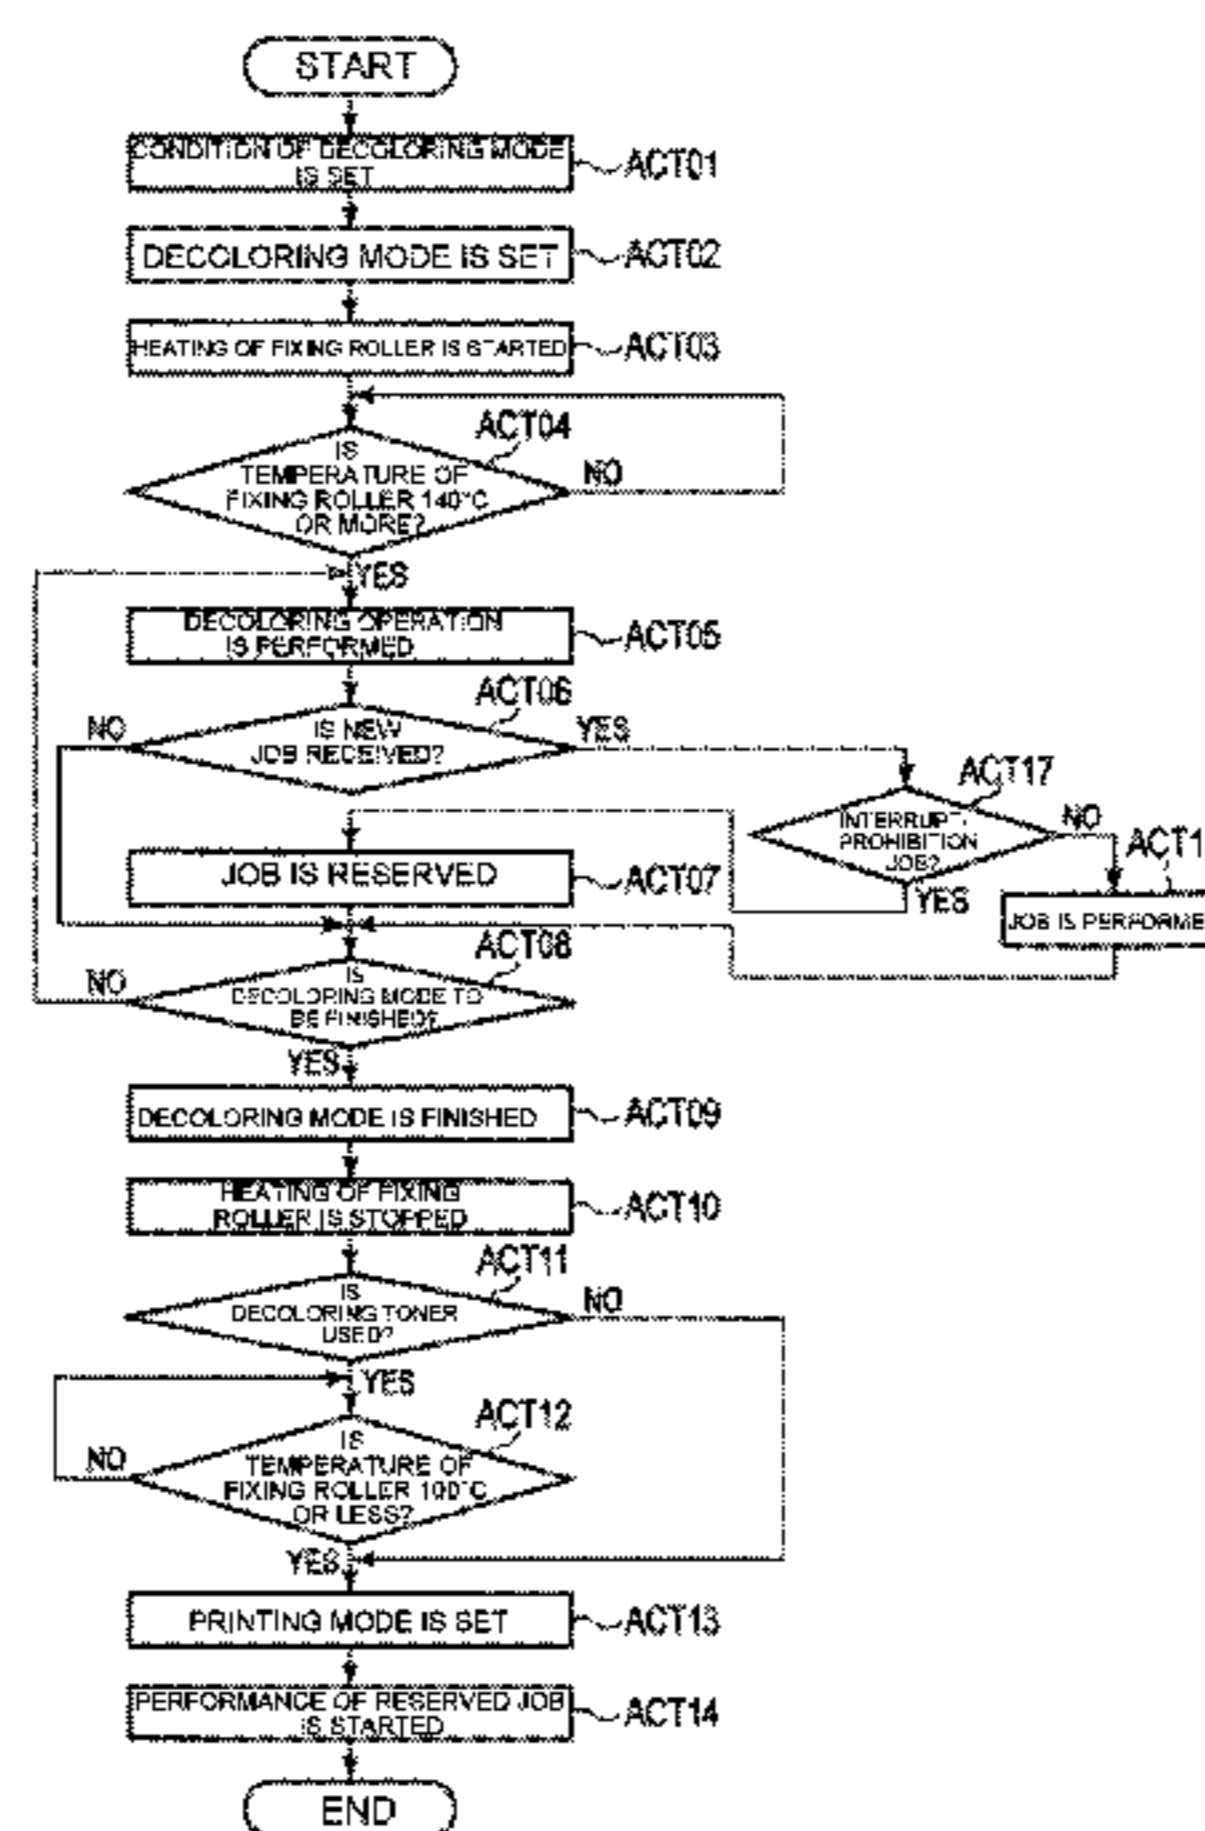 START
CONDITION OF DECOLORING MODE
IS SET
ACT01
DECOLORING MODE IS SET
ACT02
HEATING OF FIXING ROLLER IS STARTED
ACT03
ACT04
IS
TEMPERATURE OF
FIXING ROLLER 140°C
OR MORE?
NO
YES
DECOLORING OPERATION
IS PERFORMED
ACT05
ACT06
NO
IS NEW
JOB RECEIVED?
YES
ACT17
INTERRUPT-
PROHIBITION
JOB?
NO
ACT1
YES
JOB IS PERFORME
JOB IS RESERVED
ACT07
ACT08
NO
IS
DECOLORING MODE TO
BE FINISHED?
YES
DECOLORING MODE IS FINISHED
ACT09
HEATING OF FIXING
ROLLER IS STOPPED
ACT10
ACT11
IS
DECOLORING TONER
USED?
NO
YES
ACT12
NO
IS
TEMPERATURE OF
FIXING ROLLER 100°C
OR LESS?
YES
PRINTING MODE IS SET
ACT13
PERFORMANCE OF RESERVED JOB
IS STARTED
ACT14
END